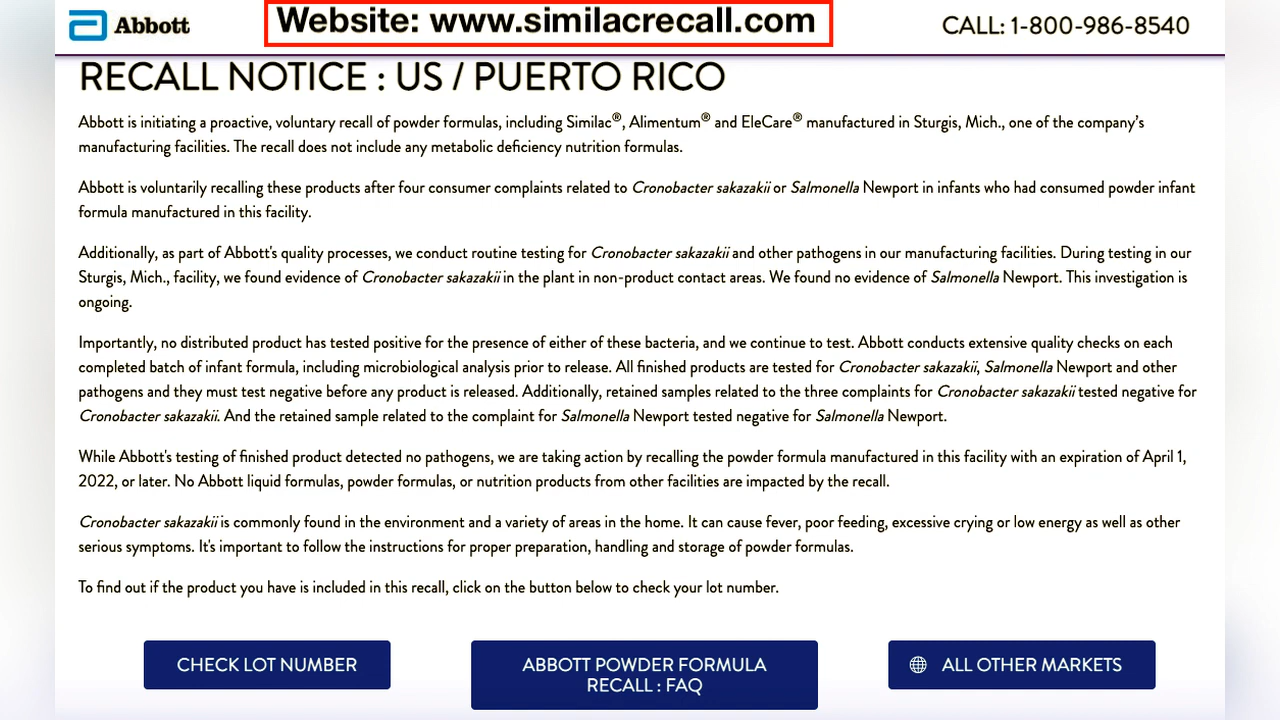 Abbott
Website: www.similacrecall.com
CALL: 1-800-986-8540
RECALL NOTICE : US / PUERTO RICO
Abbott is initiating a proactive, voluntary recall of powder formulas, including Similac®, Alimentum® and EleCare® manufactured in Sturgis, Mich., one of the company's
manufacturing facilities. The recall does not include any metabolic deficiency nutrition formulas.
Abbott is voluntarily recalling these products after four consumer complaints related to Cronobacter sakazakii or Salmonella Newport in infants who had consumed powder infant
formula manufactured in this facility.
Additionally, as part of Abbott's quality processes, we conduct routine testing for Cronobacter sakazakii and other pathogens in our manufacturing facilities. During testing in our
Sturgis, Mich., facility, we found evidence of Cronobacter sakazakii in the plant in non-product contact areas. We found no evidence of Salmonella Newport. This investigation is
ongoing.
Importantly, no distributed product has tested positive for the presence of either of these bacteria, and we continue to test. Abbott conducts extensive quality checks on each
completed batch of infant formula, including microbiological analysis prior to release. All finished products are tested for Cronobacter sakazakii, Salmonella Newport and other
pathogens and they must test negative before any product is released. Additionally, retained samples related to the three complaints for Cronobacter sakazakii tested negative for
Cronobacter sakazakii. And the retained sample related to the complaint for Salmonella Newport tested negative for Salmonella Newport.
While Abbott's testing of finished product detected no pathogens, we are taking action by recalling the powder formula manufactured in this facility with an expiration of April 1,
2022, or later. No Abbott liquid formulas, powder formulas, or nutrition products from other facilities are impacted by the recall.
Cronobacter sakazakii is commonly found in the environment and a variety of areas in the home. It can cause fever, poor feeding, excessive crying or low energy as well as other
serious symptoms. It's important to follow the instructions for proper preparation, handling and storage of powder formulas.
To find out if the product you have is included in this recall, click on the button below to check your lot number.
CHECK LOT NUMBER
ABBOTT POWDER FORMULA
RECALL : FAQ
ALL OTHER MARKETS